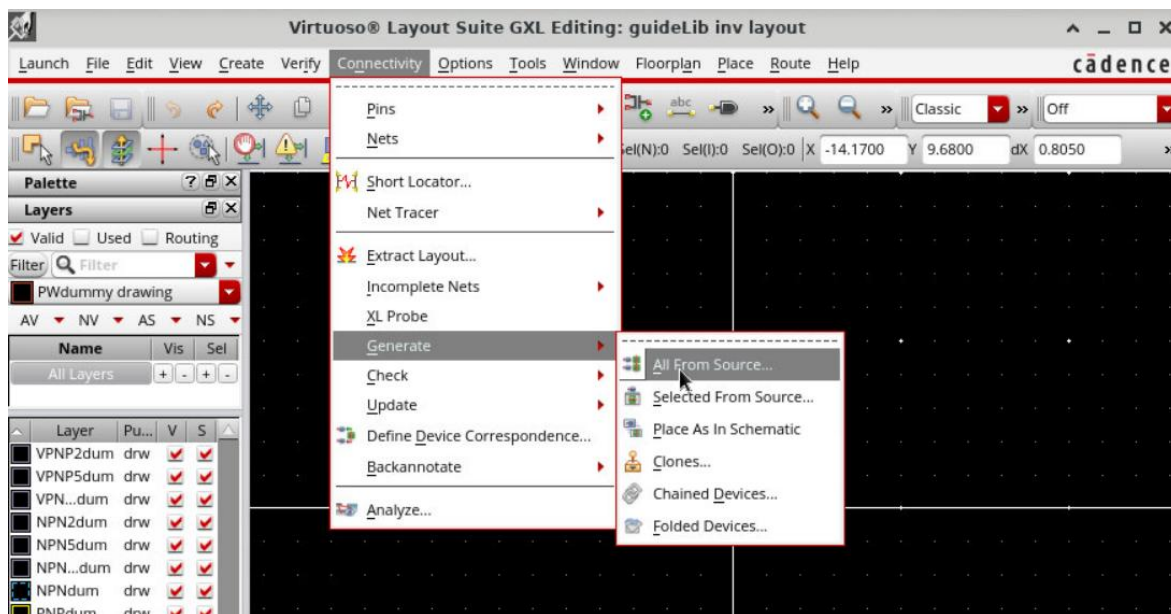 Virtuoso® Layout Suite GXL Editing: guideLib inv layout
Launch File Edit View Create Verify Connectivity Options Tools Window Floorplan Place Route Help cādence
abc » » Classic » Off
Sel(N):0 Sel(I):0 Sel(O):0 X -14.1700 Y 9.6800 dX 0.8050 »
Palette
Layers
Valid Used Routing
Filter Filter
PWdummy drawing
AV NV AS NS
Name Vis Sel
All Layers + - + -
Layer Pu... V S
VPNP2dum drw
VPNP5dum drw
VPN...dum drw
NPN2dum drw
NPN5dum drw
NPN...dum drw
NPNdum drw
PNPdum drw
Pins
Nets
Short Locator...
Net Tracer
Extract Layout...
Incomplete Nets
XL Probe
Generate
Check
Update
Define Device Correspondence...
Backannotate
Analyze...
All From Source...
Selected From Source...
Place As In Schematic
Clones...
Chained Devices...
Folded Devices...